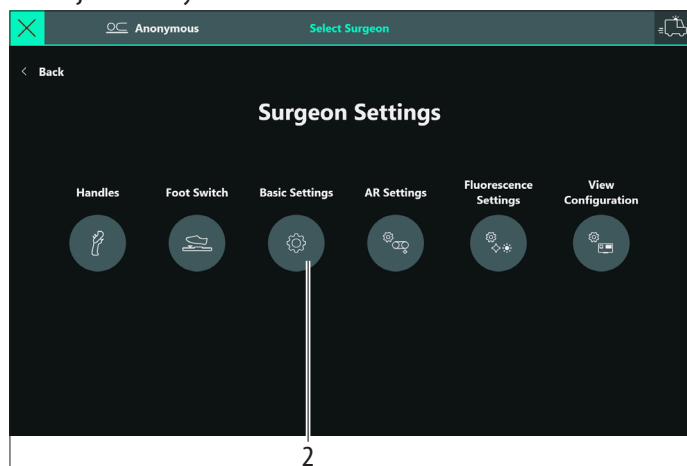 Anonymous
Select Surgeon
Back
Surgeon Settings
Handles
Foot Switch
Basic Settings
AR Settings
Fluorescence
Settings
View
Configuration
2